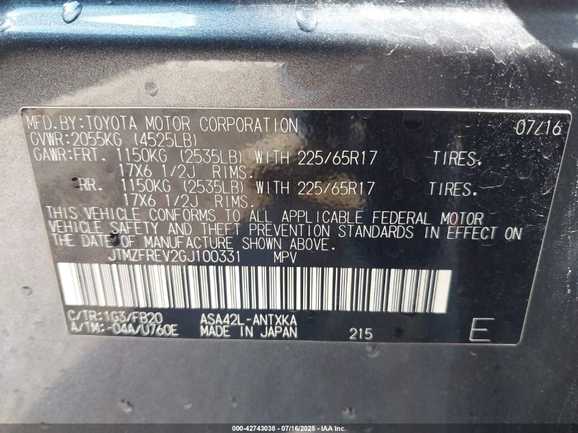 MFD.BY:TOYOTA MOTOR CORPORATION 07/16
GVWR:2055KG (4525LB)
GAWR:FRT. 1150KG (2535LB) WITH 225/65R17 TIRES.
17X6 1/2J RIMS.
RR. 1150KG (2535LB) WITH 225/65R17 TIRES.
17X6 1/2J RIMS.
THIS VEHICLE CONFORMS TO ALL APPLICABLE FEDERAL MOTOR
VEHICLE SAFETY AND THEFT PREVENTION STANDARDS IN EFFECT ON
THE DATE OF MANUFACTURE SHOWN ABOVE.
JTMZFREV2GJ100331 MPV
C/TR:1G3/FB20 ASA42L-ANTXKA
A/TM:-04A/U760E MADE IN JAPAN 215 E
000-42743038 - 07/16/2025 - IAA Inc.